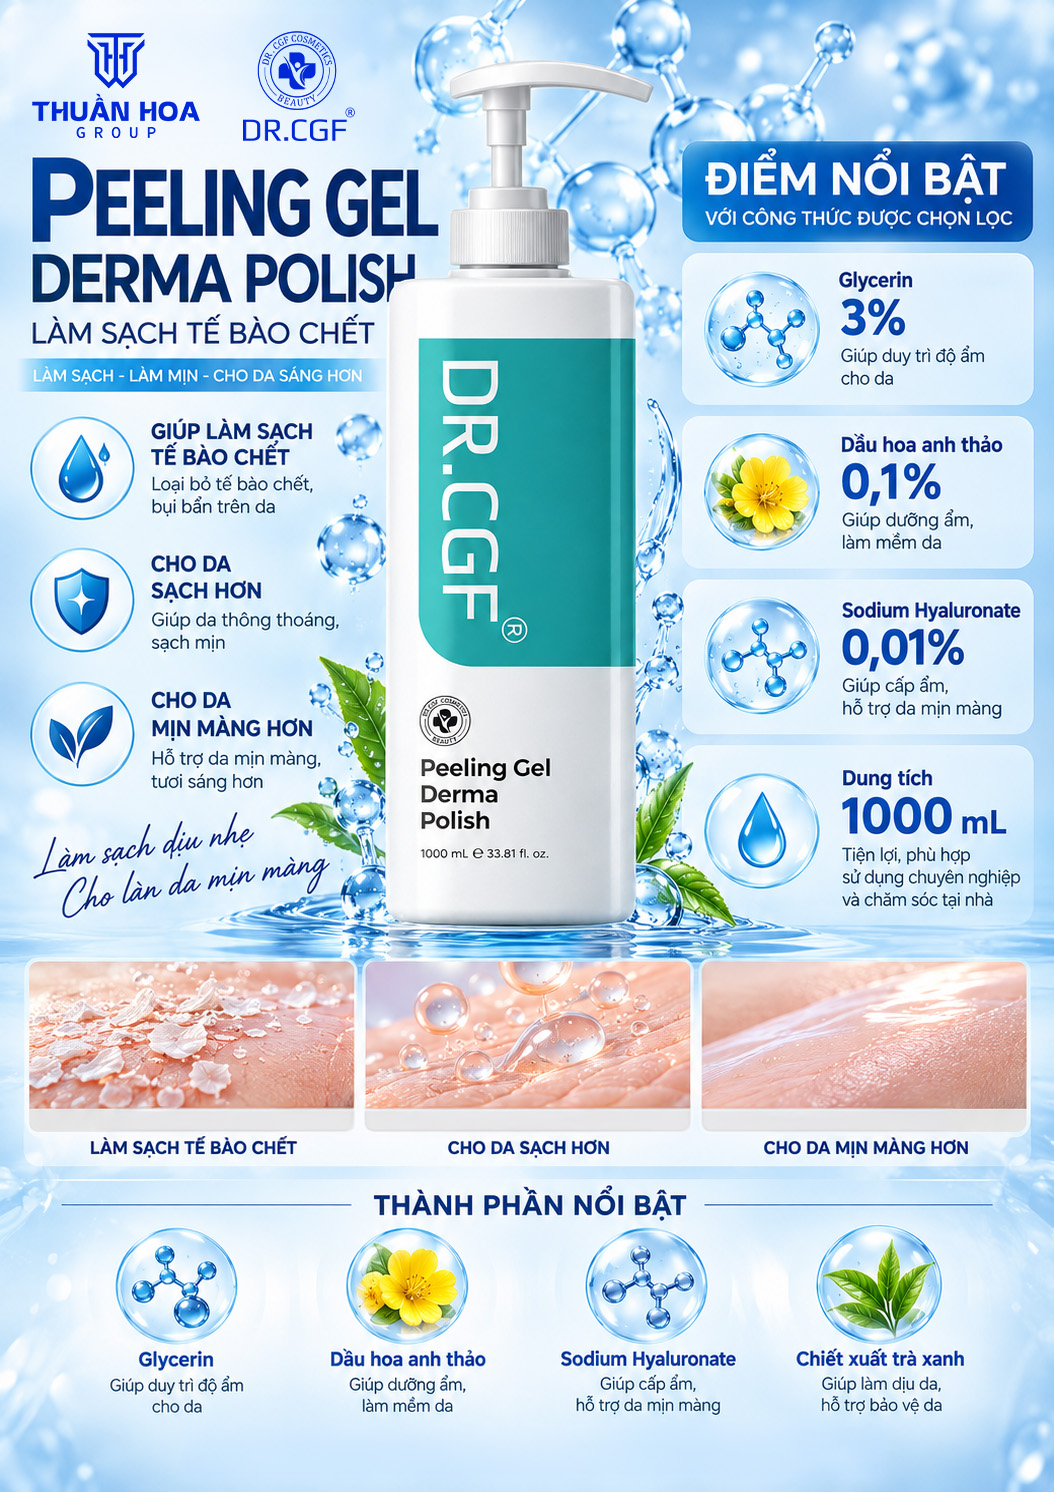 THUẦN HOA
GROUP
DR. CGF COSMETICS
BEAUTY
DR.CGF®
PEELING GEL
DERMA POLISH
LÀM SẠCH TẾ BÀO CHẾT
LÀM SẠCH - LÀM MỊN - CHO DA SÁNG HƠN
GIÚP LÀM SẠCH
TẾ BÀO CHẾT
Loại bỏ tế bào chết,
bụi bẩn trên da
CHO DA
SẠCH HƠN
Giúp da thông thoáng,
sạch mịn
CHO DA
MỊN MÀNG HƠN
Hỗ trợ da mịn màng,
tươi sáng hơn
Làm sạch dịu nhẹ
Cho làn da mịn màng
DR.CGF®
DR. CGF COSMETICS
BEAUTY
Peeling Gel
Derma
Polish
1000 mL ℮ 33.81 fl. oz.
ĐIỂM NỔI BẬT
VỚI CÔNG THỨC ĐƯỢC CHỌN LỌC
Glycerin
3%
Giúp duy trì độ ẩm
cho da
Dầu hoa anh thảo
0,1%
Giúp dưỡng ẩm,
làm mềm da
Sodium Hyaluronate
0,01%
Giúp cấp ẩm,
hỗ trợ da mịn màng
Dung tích
1000 mL
Tiện lợi, phù hợp
sử dụng chuyên nghiệp
và chăm sóc tại nhà
LÀM SẠCH TẾ BÀO CHẾT
CHO DA SẠCH HƠN
CHO DA MỊN MÀNG HƠN
THÀNH PHẦN NỔI BẬT
Glycerin
Giúp duy trì độ ẩm
cho da
Dầu hoa anh thảo
Giúp dưỡng ẩm,
làm mềm da
Sodium Hyaluronate
Giúp cấp ẩm,
hỗ trợ da mịn màng
Chiết xuất trà xanh
Giúp làm dịu da,
hỗ trợ bảo vệ da